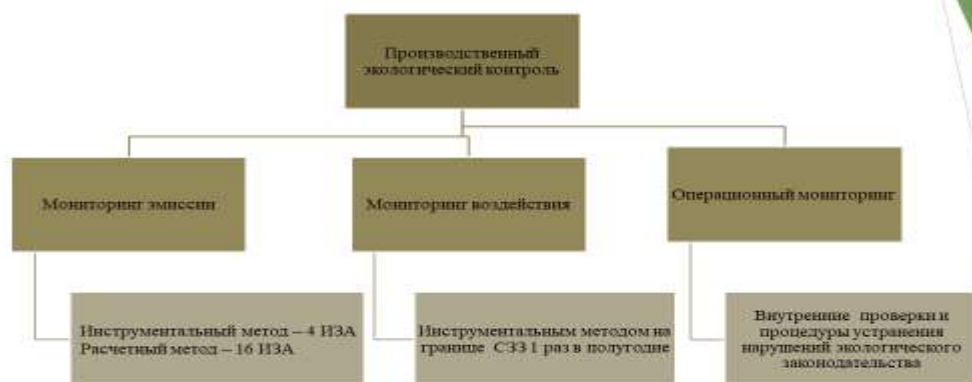 Производственный
экологический контроль
Мониторинг эмиссии
Мониторинг воздействия
Операционный мониторинг
Инструментальный метод – 4 ИЗА
Расчетный метод – 16 ИЗА
Инструментальным методом на
границе СЗЗ 1 раз в полугодие
Внутренние проверки и
процедуры устранения
нарушений экологического
законодательства